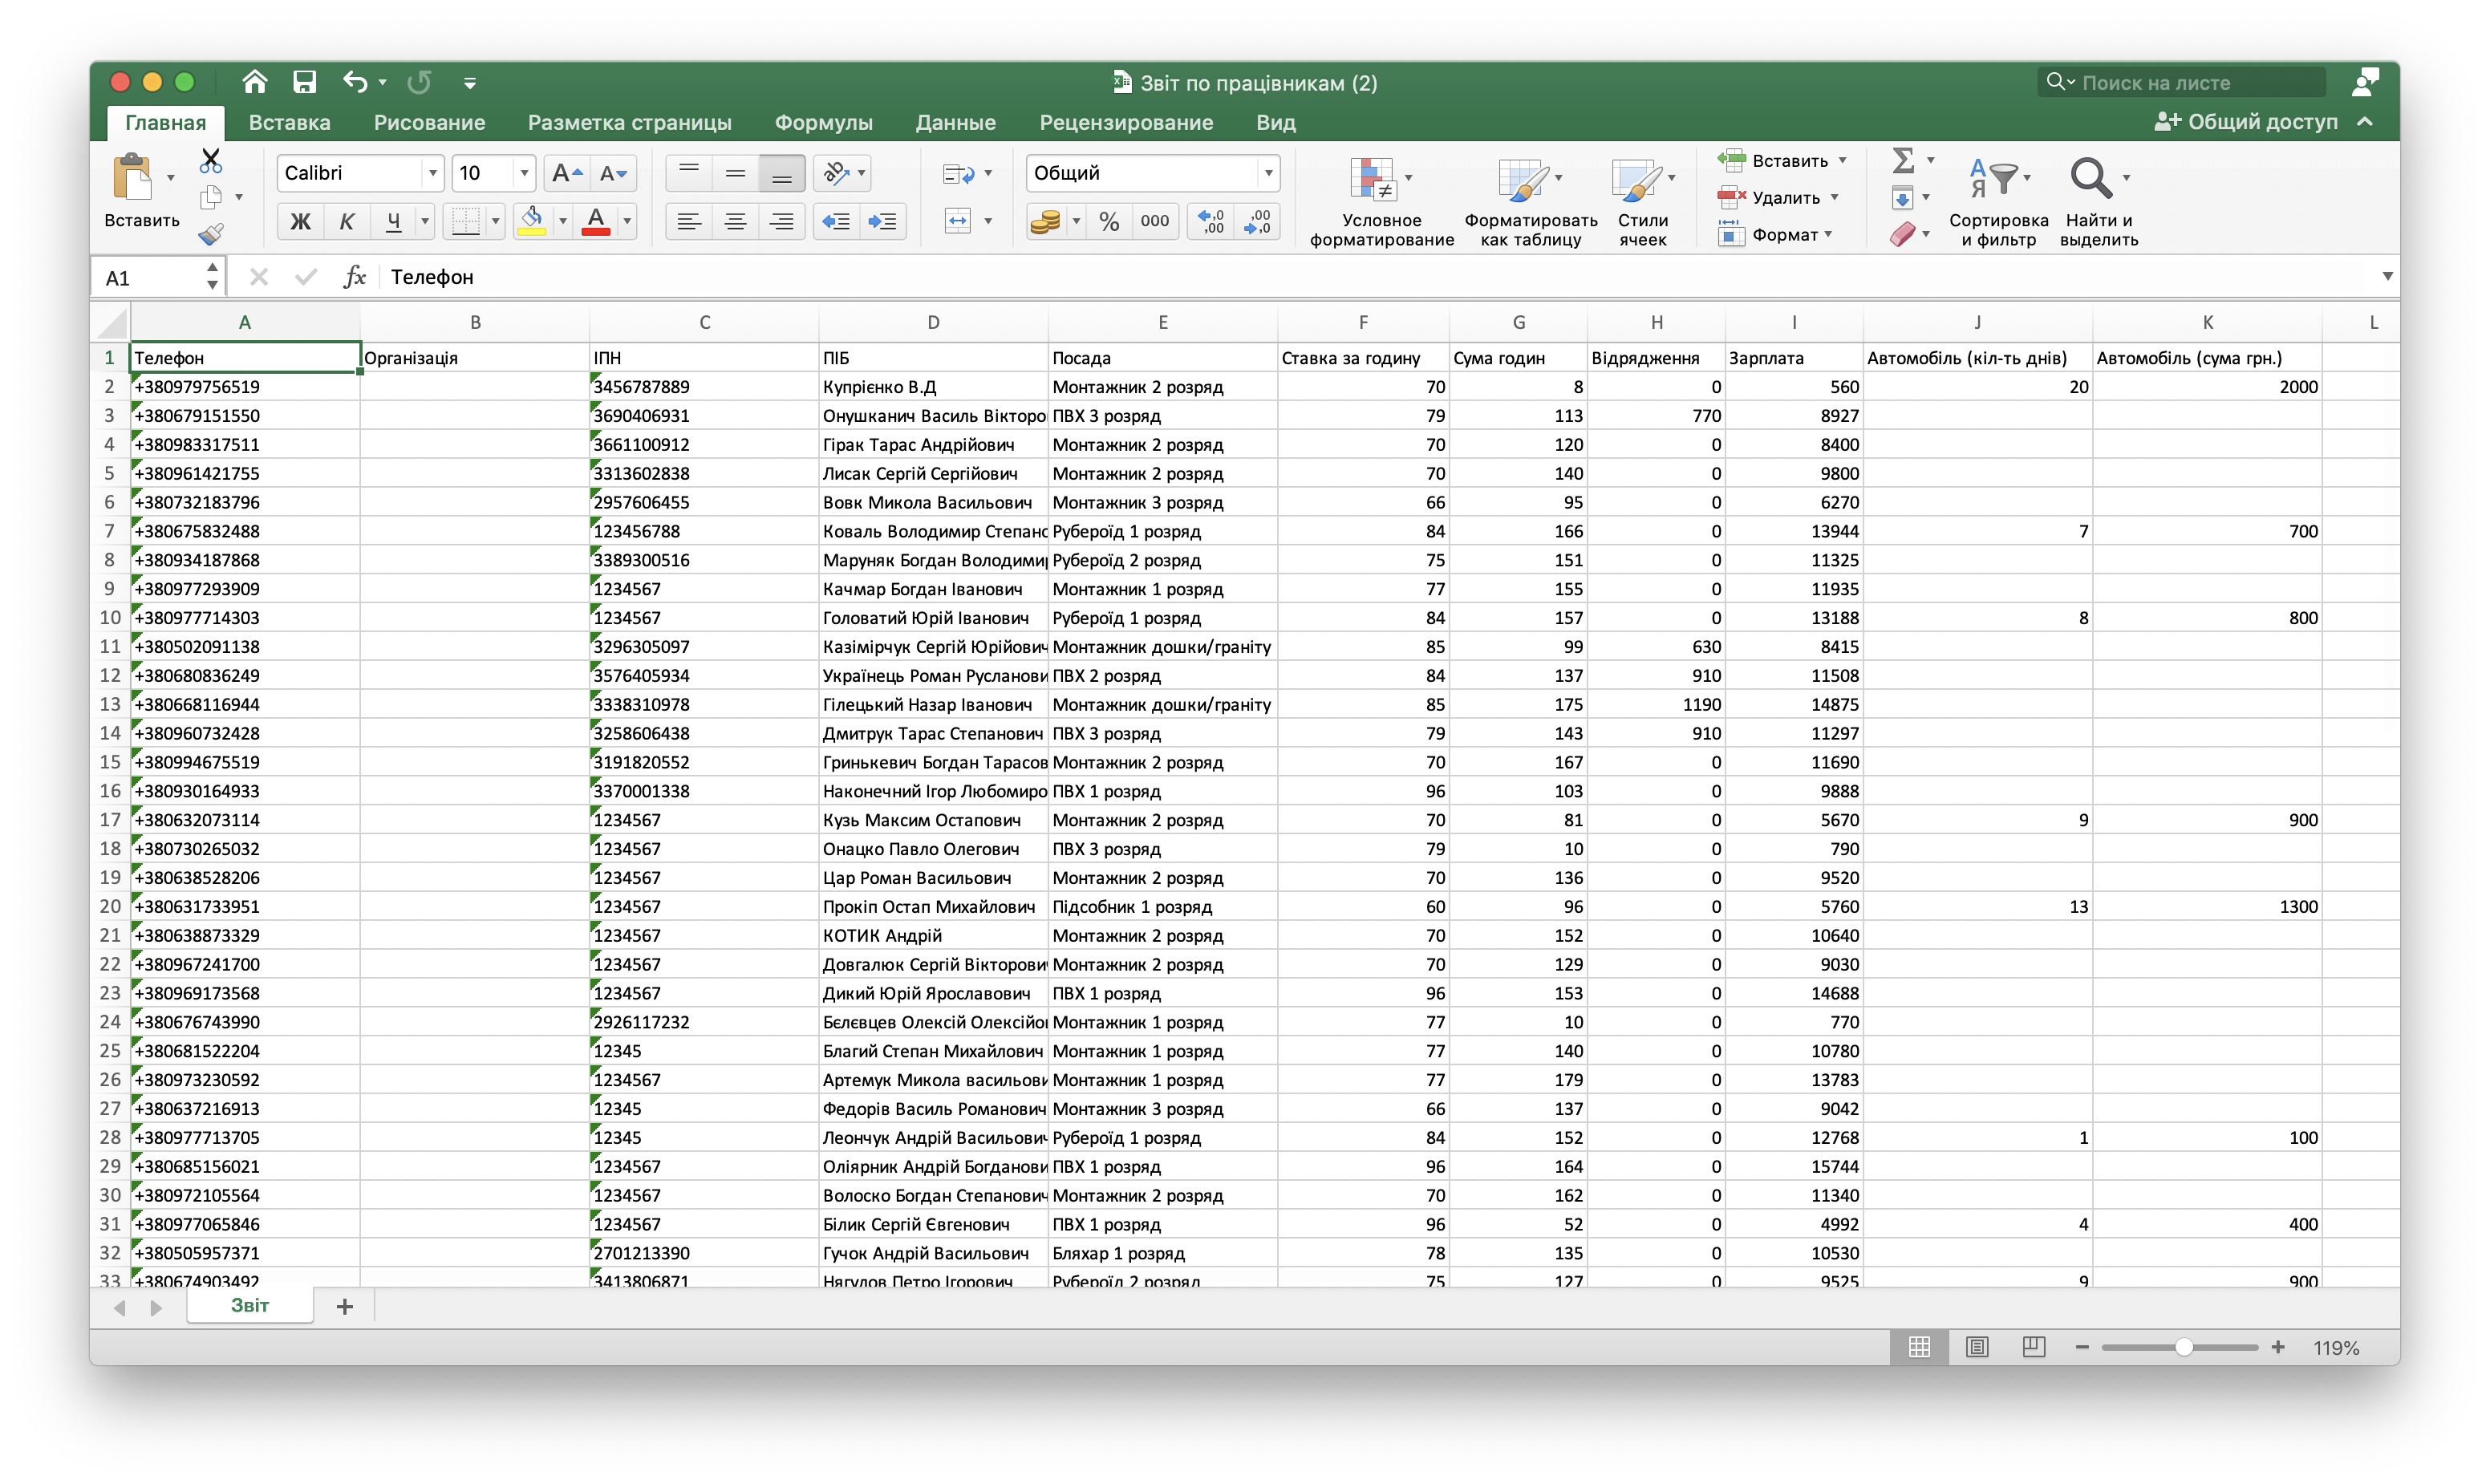 Звіт по працівникам (2)
Поиск на листе
Главная Вставка Рисование Разметка страницы Формулы Данные Рецензирование Вид Общий доступ
Вставить
Calibri 10
Ж К Ч А
Общий
% 000
Условное форматирование
Форматировать как таблицу
Стили ячеек
Вставить
Удалить
Формат
Сортировка и фильтр
Найти и выделить
A1 fx Телефон
A B C D E F G H I J K L
1 Телефон Організація ІПН ПІБ Посада Ставка за годину Сума годин Відрядження Зарплата Автомобіль (кіл-ть днів) Автомобіль (сума грн.)
2 +380979756519 3456787889 Купрієнко В.Д Монтажник 2 розряд 70 8 0 560 20 2000
3 +380679151550 3690406931 Онушканич Василь Вікторо ПВХ 3 розряд 79 113 770 8927
4 +380983317511 3661100912 Гірак Тарас Андрійович Монтажник 2 розряд 70 120 0 8400
5 +380961421755 3313602838 Лисак Сергій Сергійович Монтажник 2 розряд 70 140 0 9800
6 +380732183796 2957606455 Вовк Микола Васильович Монтажник 3 розряд 66 95 0 6270
7 +380675832488 123456788 Коваль Володимир Степанс Рубероїд 1 розряд 84 166 0 13944 7 700
8 +380934187868 3389300516 Маруняк Богдан Володими Рубероїд 2 розряд 75 151 0 11325
9 +380977293909 1234567 Качмар Богдан Іванович Монтажник 1 розряд 77 155 0 11935
10 +380977714303 1234567 Головатий Юрій Іванович Рубероїд 1 розряд 84 157 0 13188 8 800
11 +380502091138 3296305097 Казімірчук Сергій Юрійович Монтажник дошки/граніту 85 99 630 8415
12 +380680836249 3576405934 Українець Роман Русланови ПВХ 2 розряд 84 137 910 11508
13 +380668116944 3338310978 Гілецький Назар Іванович Монтажник дошки/граніту 85 175 1190 14875
14 +380960732428 3258606438 Дмитрук Тарас Степанович ПВХ 3 розряд 79 143 910 11297
15 +380994675519 3191820552 Гринькевич Богдан Тарасов Монтажник 2 розряд 70 167 0 11690
16 +380930164933 3370001338 Наконечний Ігор Любомиро ПВХ 1 розряд 96 103 0 9888
17 +380632073114 1234567 Кузь Максим Остапович Монтажник 2 розряд 70 81 0 5670 9 900
18 +380730265032 1234567 Онацко Павло Олегович ПВХ 3 розряд 79 10 0 790
19 +380638528206 1234567 Цар Роман Васильович Монтажник 2 розряд 70 136 0 9520
20 +380631733951 1234567 Прокіп Остап Михайлович Підсобник 1 розряд 60 96 0 5760 13 1300
21 +380638873329 1234567 КОТИК Андрій Монтажник 2 розряд 70 152 0 10640
22 +380967241700 1234567 Довгалюк Сергій Вікторови Монтажник 2 розряд 70 129 0 9030
23 +380969173568 1234567 Дикий Юрій Ярославович ПВХ 1 розряд 96 153 0 14688
24 +380676743990 2926117232 Бєлєвцев Олексій Олексійо Монтажник 1 розряд 77 10 0 770
25 +380681522204 12345 Благий Степан Михайлович Монтажник 1 розряд 77 140 0 10780
26 +380973230592 1234567 Артемук Микола васильови Монтажник 1 розряд 77 179 0 13783
27 +380637216913 12345 Федорів Василь Романович Монтажник 3 розряд 66 137 0 9042
28 +380977713705 12345 Леончук Андрій Васильович Рубероїд 1 розряд 84 152 0 12768 1 100
29 +380685156021 1234567 Оліярник Андрій Богданови ПВХ 1 розряд 96 164 0 15744
30 +380972105564 1234567 Волоско Богдан Степанович Монтажник 2 розряд 70 162 0 11340
31 +380977065846 1234567 Білик Сергій Євгенович ПВХ 1 розряд 96 52 0 4992 4 400
32 +380505957371 2701213390 Гучок Андрій Васильович Бляхар 1 розряд 78 135 0 10530
33 +380674903492 3413806871 Нягулов Петро Ігорович Рубероїд 2 розряд 75 127 0 9525 9 900
Звіт
119%